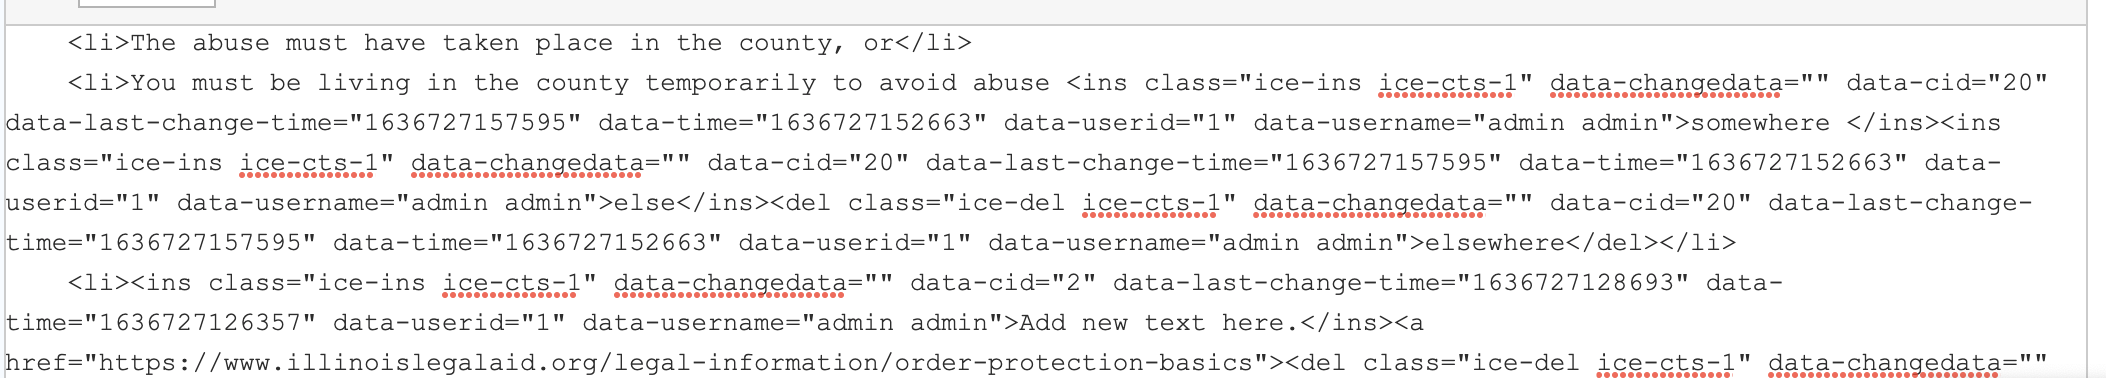 <li>The abuse must have taken place in the county, or</li>
<li>You must be living in the county temporarily to avoid abuse <ins class="ice-ins ice-cts-1" data-changedata="" data-cid="20"
data-last-change-time="1636727157595" data-time="1636727152663" data-userid="1" data-username="admin admin">somewhere </ins><ins
class="ice-ins ice-cts-1" data-changedata="" data-cid="20" data-last-change-time="1636727157595" data-time="1636727152663" data-
userid="1" data-username="admin admin">else</ins><del class="ice-del ice-cts-1" data-changedata="" data-cid="20" data-last-change-
time="1636727157595" data-time="1636727152663" data-userid="1" data-username="admin admin">elsewhere</del></li>
<li><ins class="ice-ins ice-cts-1" data-changedata="" data-cid="2" data-last-change-time="1636727128693" data-
time="1636727126357" data-userid="1" data-username="admin admin">Add new text here.</ins><a
href="https://www.illinoislegalaid.org/legal-information/order-protection-basics"><del class="ice-del ice-cts-1" data-changedata=""